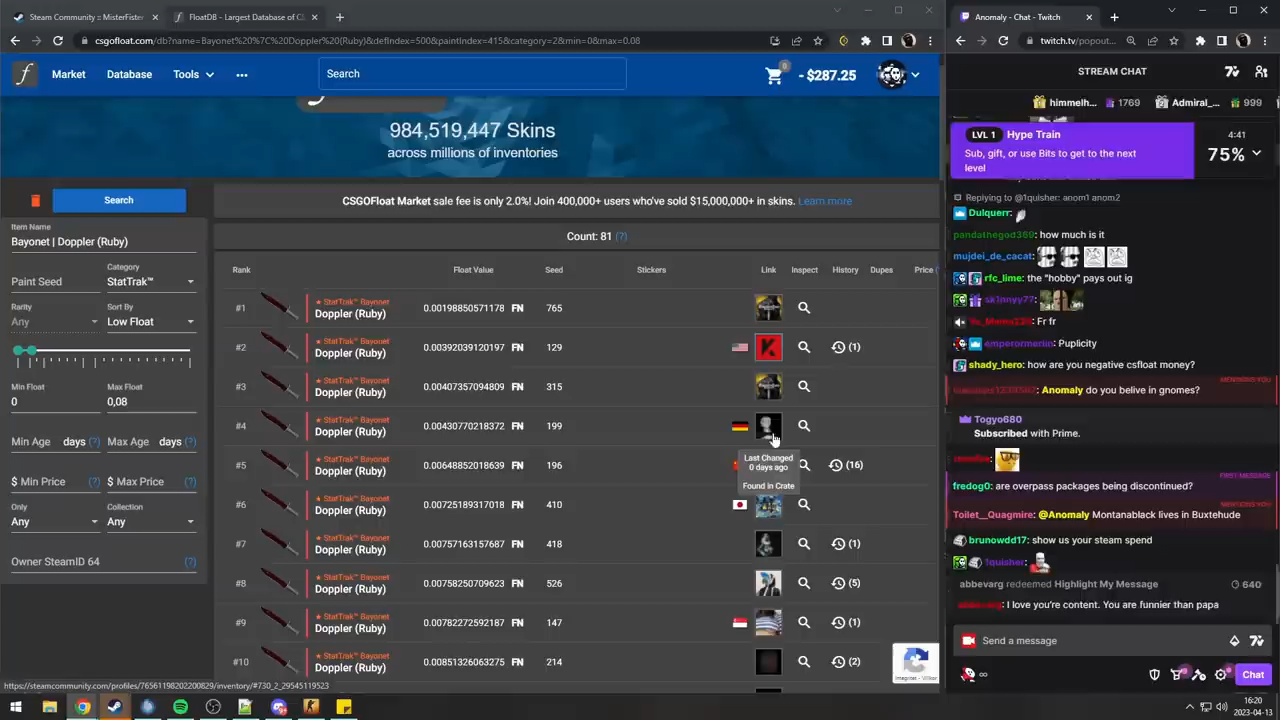 Steam Community :: MisterFister
FloatDB - Largest Database of CS
csgofloat.com/db?name=Bayonet%20%7C%20Doppler%20(Ruby)&defIndex=500&paintIndex=415&category=2&min=0&max=0.08
Market
Database
Tools
Search
0
- $287.25
984,519,447 Skins
across millions of inventories
Search
CSGOFloat Market sale fee is only 2.0%! Join 400,000+ users who've sold $15,000,000+ in skins. Learn more
Item Name
Bayonet | Doppler (Ruby)
Paint Seed
Category
StatTrak™
Rarity
Any
Sort By
Low Float
Min Float
0
Max Float
0,08
Min Age
days (?)
Max Age
days (?)
$ Min Price
$ Max Price
Only
Any
Collection
Any
Owner SteamID 64
(?)
Count: 81 (?)
Rank Float Value Seed Stickers Link Inspect History Dupes Price
#1 ★ StatTrak™ Bayonet Doppler (Ruby) 0.00198850571178 FN 765
#2 ★ StatTrak™ Bayonet Doppler (Ruby) 0.00392039120197 FN 129 (1)
#3 ★ StatTrak™ Bayonet Doppler (Ruby) 0.00407357094809 FN 315
#4 ★ StatTrak™ Bayonet Doppler (Ruby) 0.00430770218372 FN 199
Last Changed
0 days ago
Found in Crate
#5 ★ StatTrak™ Bayonet Doppler (Ruby) 0.00648852018639 FN 196 (16)
#6 ★ StatTrak™ Bayonet Doppler (Ruby) 0.00725189317018 FN 410
#7 ★ StatTrak™ Bayonet Doppler (Ruby) 0.00757163157687 FN 418 (1)
#8 ★ StatTrak™ Bayonet Doppler (Ruby) 0.00758250709623 FN 526 (5)
#9 ★ StatTrak™ Bayonet Doppler (Ruby) 0.00782272592187 FN 147 (1)
#10 ★ StatTrak™ Bayonet Doppler (Ruby) 0.00851326063275 FN 214 (2)
https://steamcommunity.com/profiles/76561198202200829/inventory/#730_2_29545119523
Anomaly - Chat - Twitch
twitch.tv/popout...
STREAM CHAT
himmelh... 1769
Admiral_... 999
LVL 1 Hype Train
Sub, gift, or use Bits to get to the next
level
4:41
75%
Replying to @1quisher: anom1 anom2
Dulquerr:
pandathegod369: how much is it
mujdei_de_cacat:
rfc_lime: the "hobby" pays out ig
sk1nnyy77:
Fr fr
emperormerlin: Puplicity
shady_hero: how are you negative csfloat money?
MENTIONS YOU
Anomaly do you belive in gnomes?
Togyo680
Subscribed with Prime.
FIRST MESSAGE
fredog0: are overpass packages being discontinued?
MENTIONS YOU
Toilet__Quagmire: @Anomaly Montanablack lives in Buxtehude
brunowdd17: show us your steam spend
1quisher:
abbevarg redeemed Highlight My Message 640
abbevarg: I love you're content. You are funnier than papa
Send a message
Chat
16:20
2023-04-13